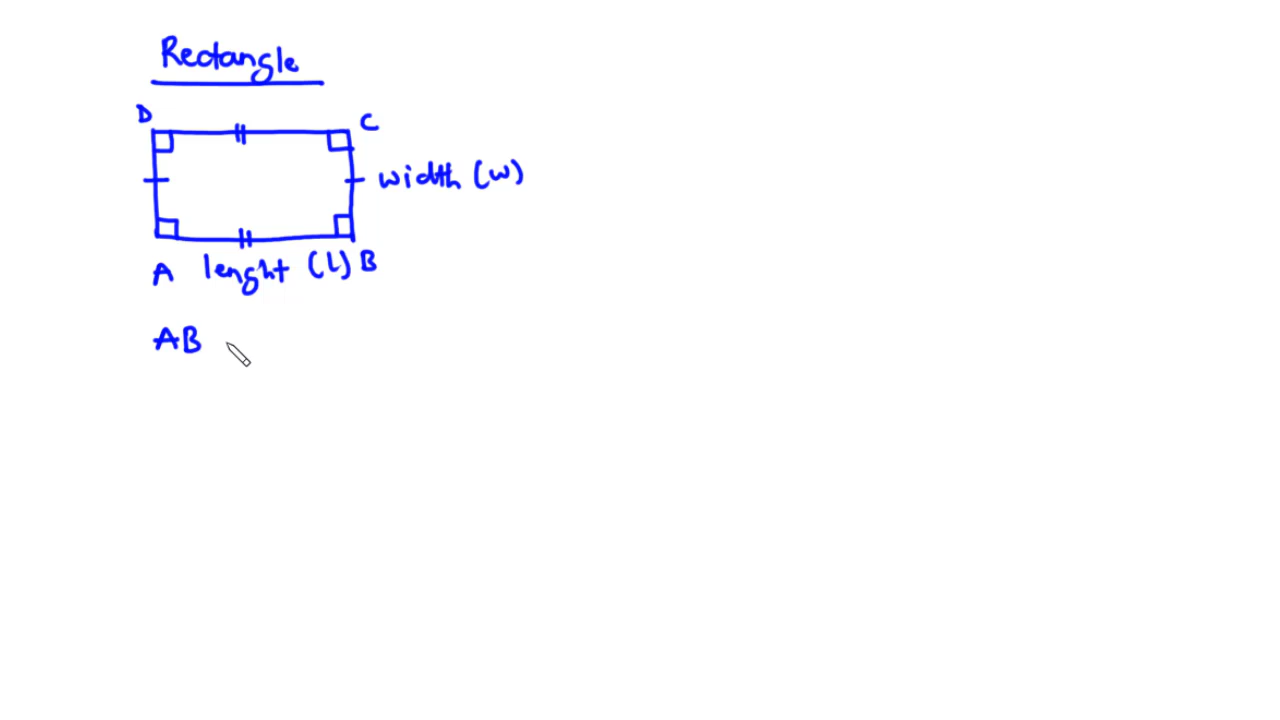 Rectangle
D C
width (w)
A lenght (L) B
AB